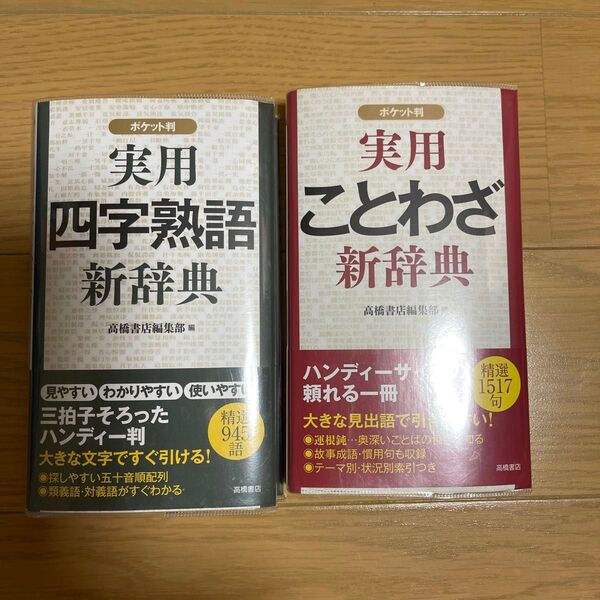 ポケット判
実用
四字熟語
新辞典
高橋書店編集部 編
見やすい わかりやすい 使いやすい
三拍子そろった
ハンディー判
大きな文字ですぐ引ける!
●探しやすい五十音順配列
●類義語・対義語がすぐわかる
精選
945
語
高橋書店
ポケット判
実用
ことわざ
新辞典
高橋書店編集部
ハンディーサ
頼れる一冊
大きな見出語で引き い!
●運根鈍…奥深いことばの る
●故事成語・慣用句も収録
●テーマ別・状況別索引つき
精選
1517
句
高橋書店